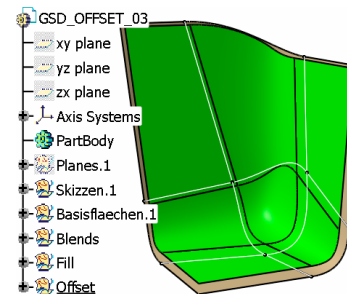 GSD_OFFSET_03
xy plane
yz plane
zx plane
Axis Systems
PartBody
Planes.1
Skizzen.1
Basisflaechen.1
Blends
Fill
Offset